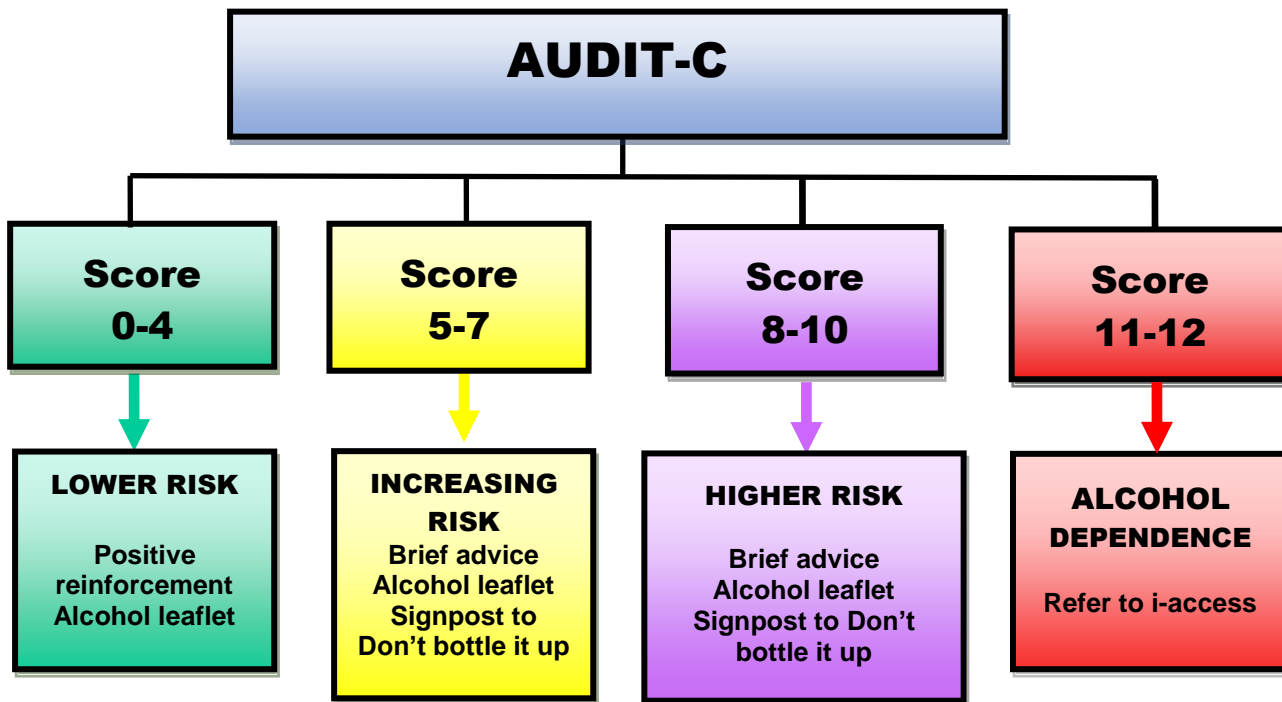 AUDIT-C
Score
0-4
Score
5-7
Score
8-10
Score
11-12
LOWER RISK
Positive
reinforcement
Alcohol leaflet
INCREASING
RISK
Brief advice
Alcohol leaflet
Signpost to
Don’t bottle it up
HIGHER RISK
Brief advice
Alcohol leaflet
Signpost to Don’t
bottle it up
ALCOHOL
DEPENDENCE
Refer to i-access